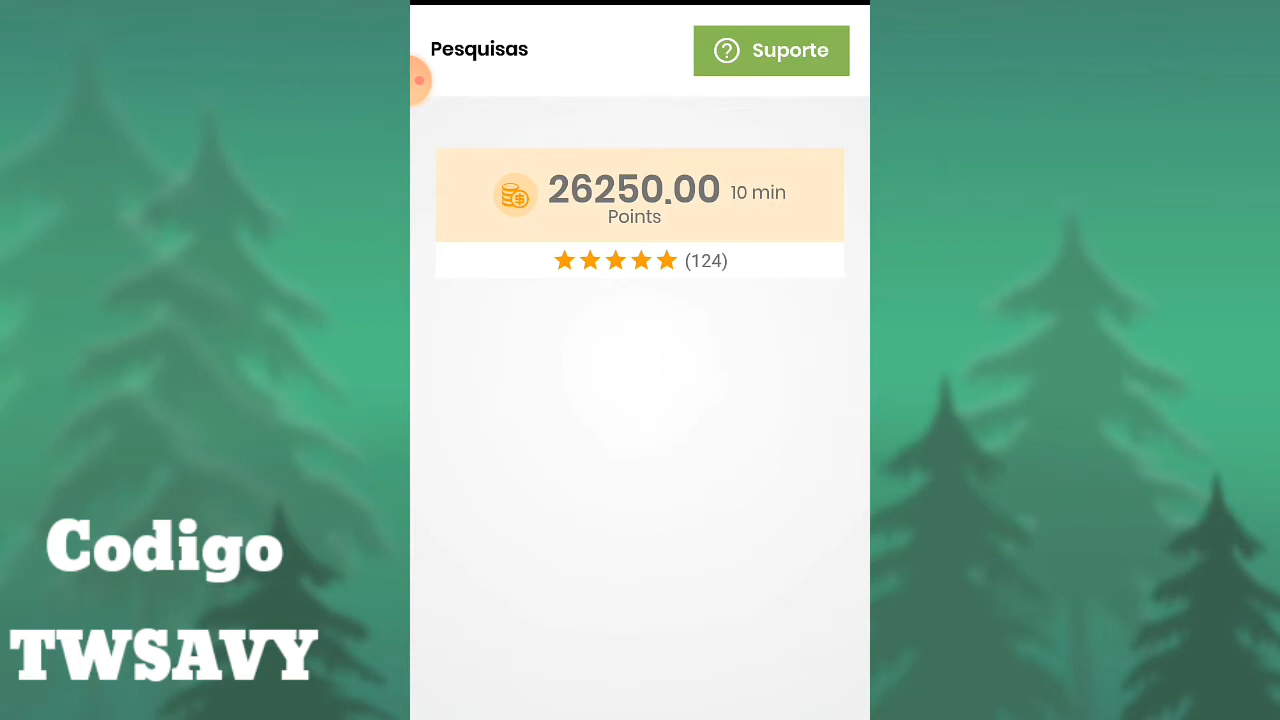 Pesquisas
Suporte
26250.00 10 min
Points
(124)
Codigo
TWSAVY